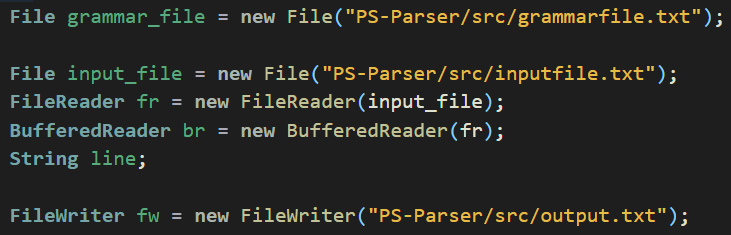 File grammar_file = new File("PS-Parser/src/grammarfile.txt");
File input_file = new File("PS-Parser/src/inputfile.txt");
FileReader fr = new FileReader(input_file);
BufferedReader br = new BufferedReader(fr);
String line;
FileWriter fw = new FileWriter("PS-Parser/src/output.txt");